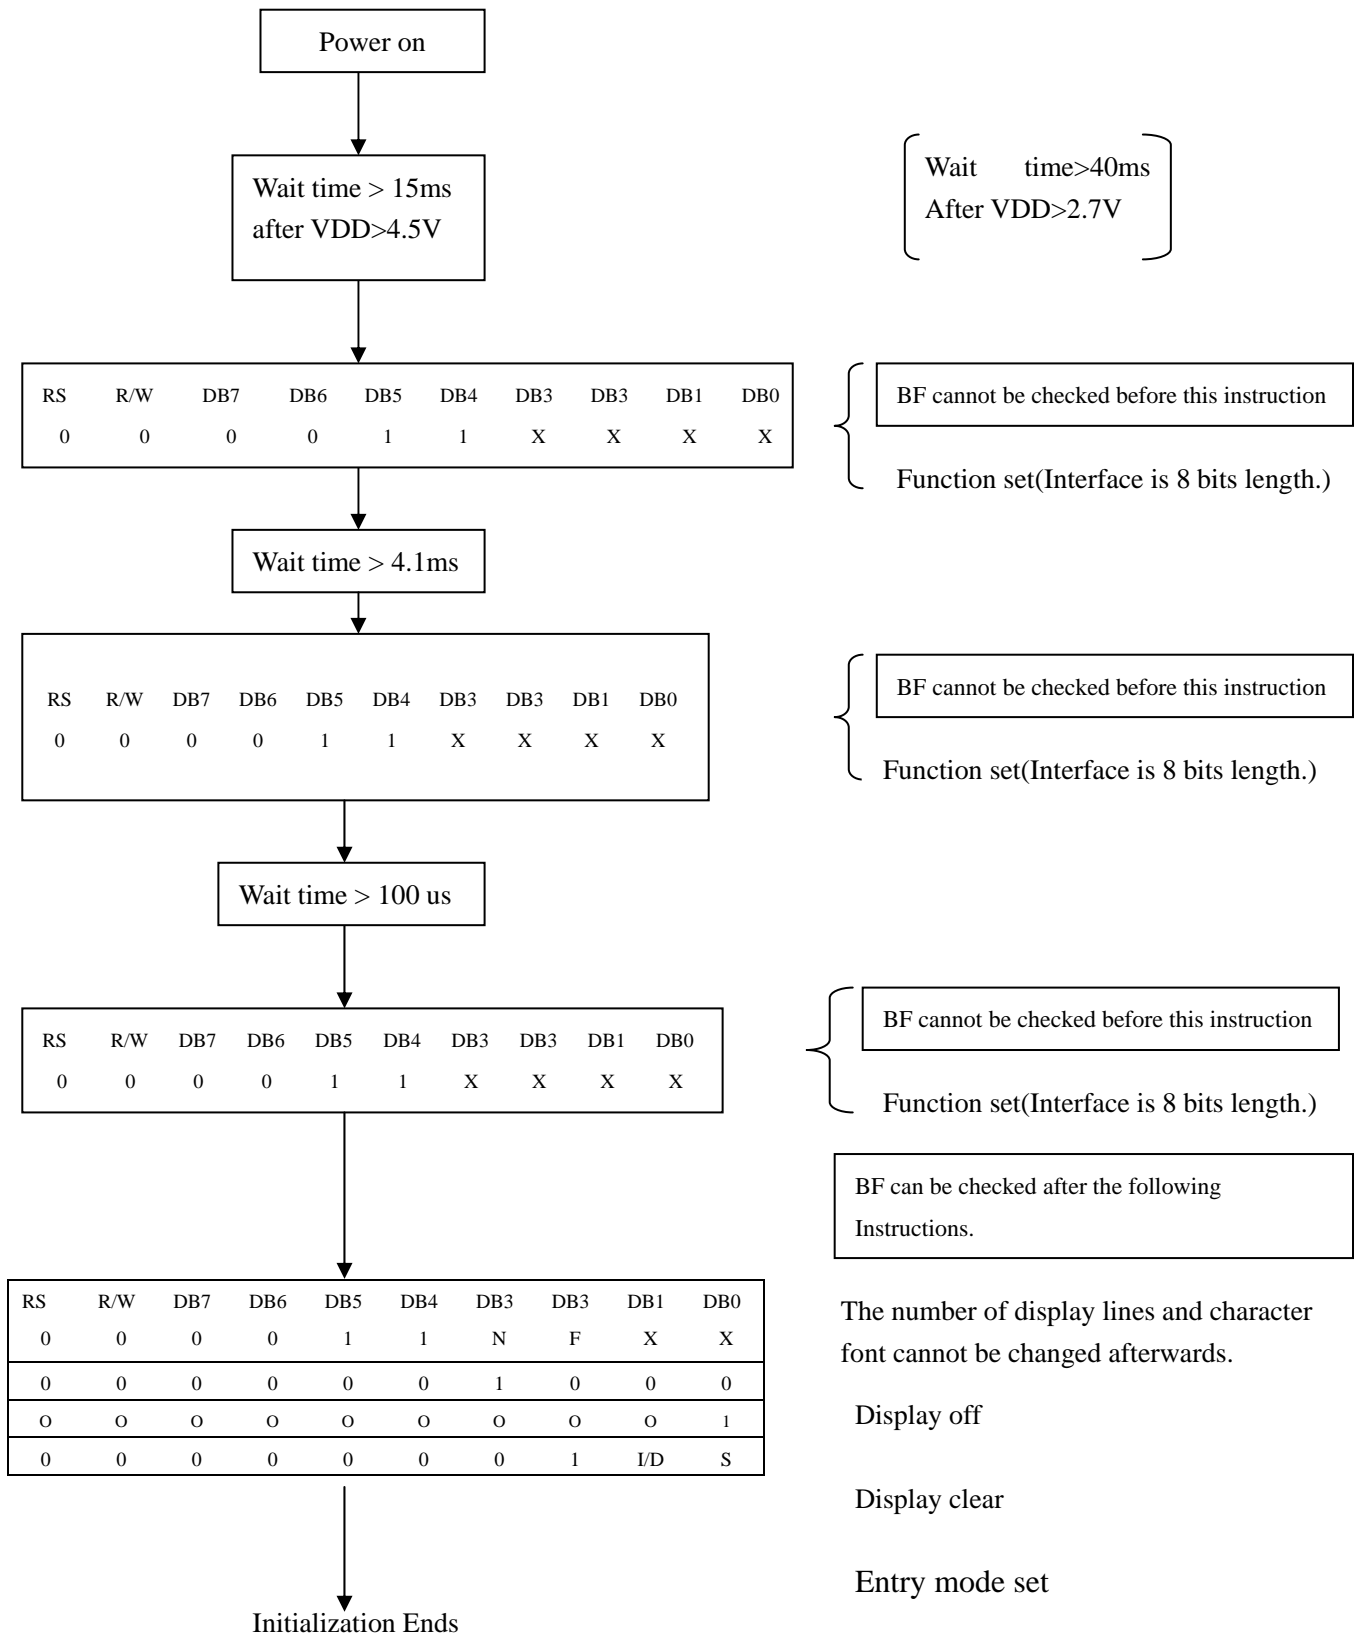 Power on
Wait time > 15ms
after VDD>4.5V
Wait time>40ms
After VDD>2.7V
RS R/W DB7 DB6 DB5 DB4 DB3 DB3 DB1 DB0
0 0 0 0 1 1 X X X X
BF cannot be checked before this instruction
Function set(Interface is 8 bits length.)
Wait time > 4.1ms
RS R/W DB7 DB6 DB5 DB4 DB3 DB3 DB1 DB0
0 0 0 0 1 1 X X X X
BF cannot be checked before this instruction
Function set(Interface is 8 bits length.)
Wait time > 100 us
RS R/W DB7 DB6 DB5 DB4 DB3 DB3 DB1 DB0
0 0 0 0 1 1 X X X X
BF cannot be checked before this instruction
Function set(Interface is 8 bits length.)
BF can be checked after the following
Instructions.
RS R/W DB7 DB6 DB5 DB4 DB3 DB3 DB1 DB0
0 0 0 0 1 1 N F X X
0 0 0 0 0 0 1 0 0 0
O O O O O O O O O 1
0 0 0 0 0 0 0 1 I/D S
The number of display lines and character
font cannot be changed afterwards.
Display off
Display clear
Entry mode set
Initialization Ends